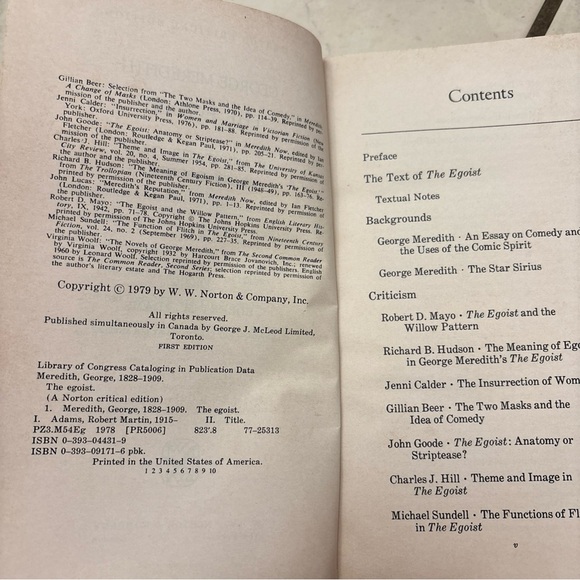 Gillian Beer: Selection from "The Two Masks and the Idea of Comedy," in Meredith:
A Change of Masks (London: Athlone Press, 1970), pp. 114-39. Reprinted by per-
mission of the publisher and the author.
Jenni Calder: "Insurrection," in Women and Marriage in Victorian Fiction (New
York: Oxford University Press, 1976), pp. 181-88. Reprinted by permission of the publisher.
John Goode: "The Egoist: Anatomy or Striptease?" in Meredith Now, edited by Ian
Fletcher (London: Routledge & Kegan Paul, 1971), pp. 205-21. Reprinted by per-
mission of the publisher.
Charles J. Hill: "Theme and Image in The Egoist," from The University of Kansas
City Review, vol. 20, no. 4, Summer 1954, pp. 281-85. Reprinted by permission of
the author and the publisher.
Richard B. Hudson: "The Meaning of Egoism in George Meredith's 'The Egoist,'"
from The Trollopian (Nineteenth Century Fiction), III (1948-49), pp. 163-76. Reprinted
by permission of the publisher.
John Lucas: "Meredith's Reputation," from Meredith Now, edited by Ian Fletcher
(London: Routledge & Kegan Paul, 1971), pp. 1-13. Reprinted by permission of
the publisher.
Robert D. Mayo: "The Egoist and the Willow Pattern," from English Literary His-
tory, IX, 1942, pp. 71-78. Copyright © The Johns Hopkins Press. Reprinted by
permission of The Johns Hopkins University Press.
Michael Sundell: "The Function of Flitch in The Egoist," from Nineteenth Century
Fiction, vol. 24, no. 2 (September 1969), pp. 227-35. Reprinted by permission of
the publisher.
Virginia Woolf: "The Novels of George Meredith," from The Second Common Reader
by Virginia Woolf, copyright 1932 by Harcourt Brace Jovanovich, Inc.; renewed
1960 by Leonard Woolf. Selection reprinted by permission of the publishers. English
source is The Common Reader, Second Series; selection reprinted by permission of
the author's literary estate and The Hogarth Press.
Copyright © 1979 by W. W. Norton & Company, Inc.
All rights reserved.
Published simultaneously in Canada by George J. McLeod Limited,
Toronto.
FIRST EDITION
Library of Congress Cataloging in Publication Data
Meredith, George, 1828-1909.
The egoist.
(A Norton critical edition)
1. Meredith, George, 1828-1909. The egoist.
I. Adams, Robert Martin, 1915- II. Title.
PZ3.M54Eg 1978 [PR5006] 823'.8 77-25313
ISBN 0-393-04431-9
ISBN 0-393-09171-6 pbk.
Printed in the United States of America.
1 2 3 4 5 6 7 8 9 10
Contents
Preface
The Text of The Egoist
Textual Notes
Backgrounds
George Meredith · An Essay on Comedy and
the Uses of the Comic Spirit
George Meredith · The Star Sirius
Criticism
Robert D. Mayo · The Egoist and the
Willow Pattern
Richard B. Hudson · The Meaning of Ego
in George Meredith's The Egoist
Jenni Calder · The Insurrection of Wom
Gillian Beer · The Two Masks and the
Idea of Comedy
John Goode · The Egoist: Anatomy or
Striptease?
Charles J. Hill · Theme and Image in
The Egoist
Michael Sundell · The Functions of Fl
in The Egoist
v